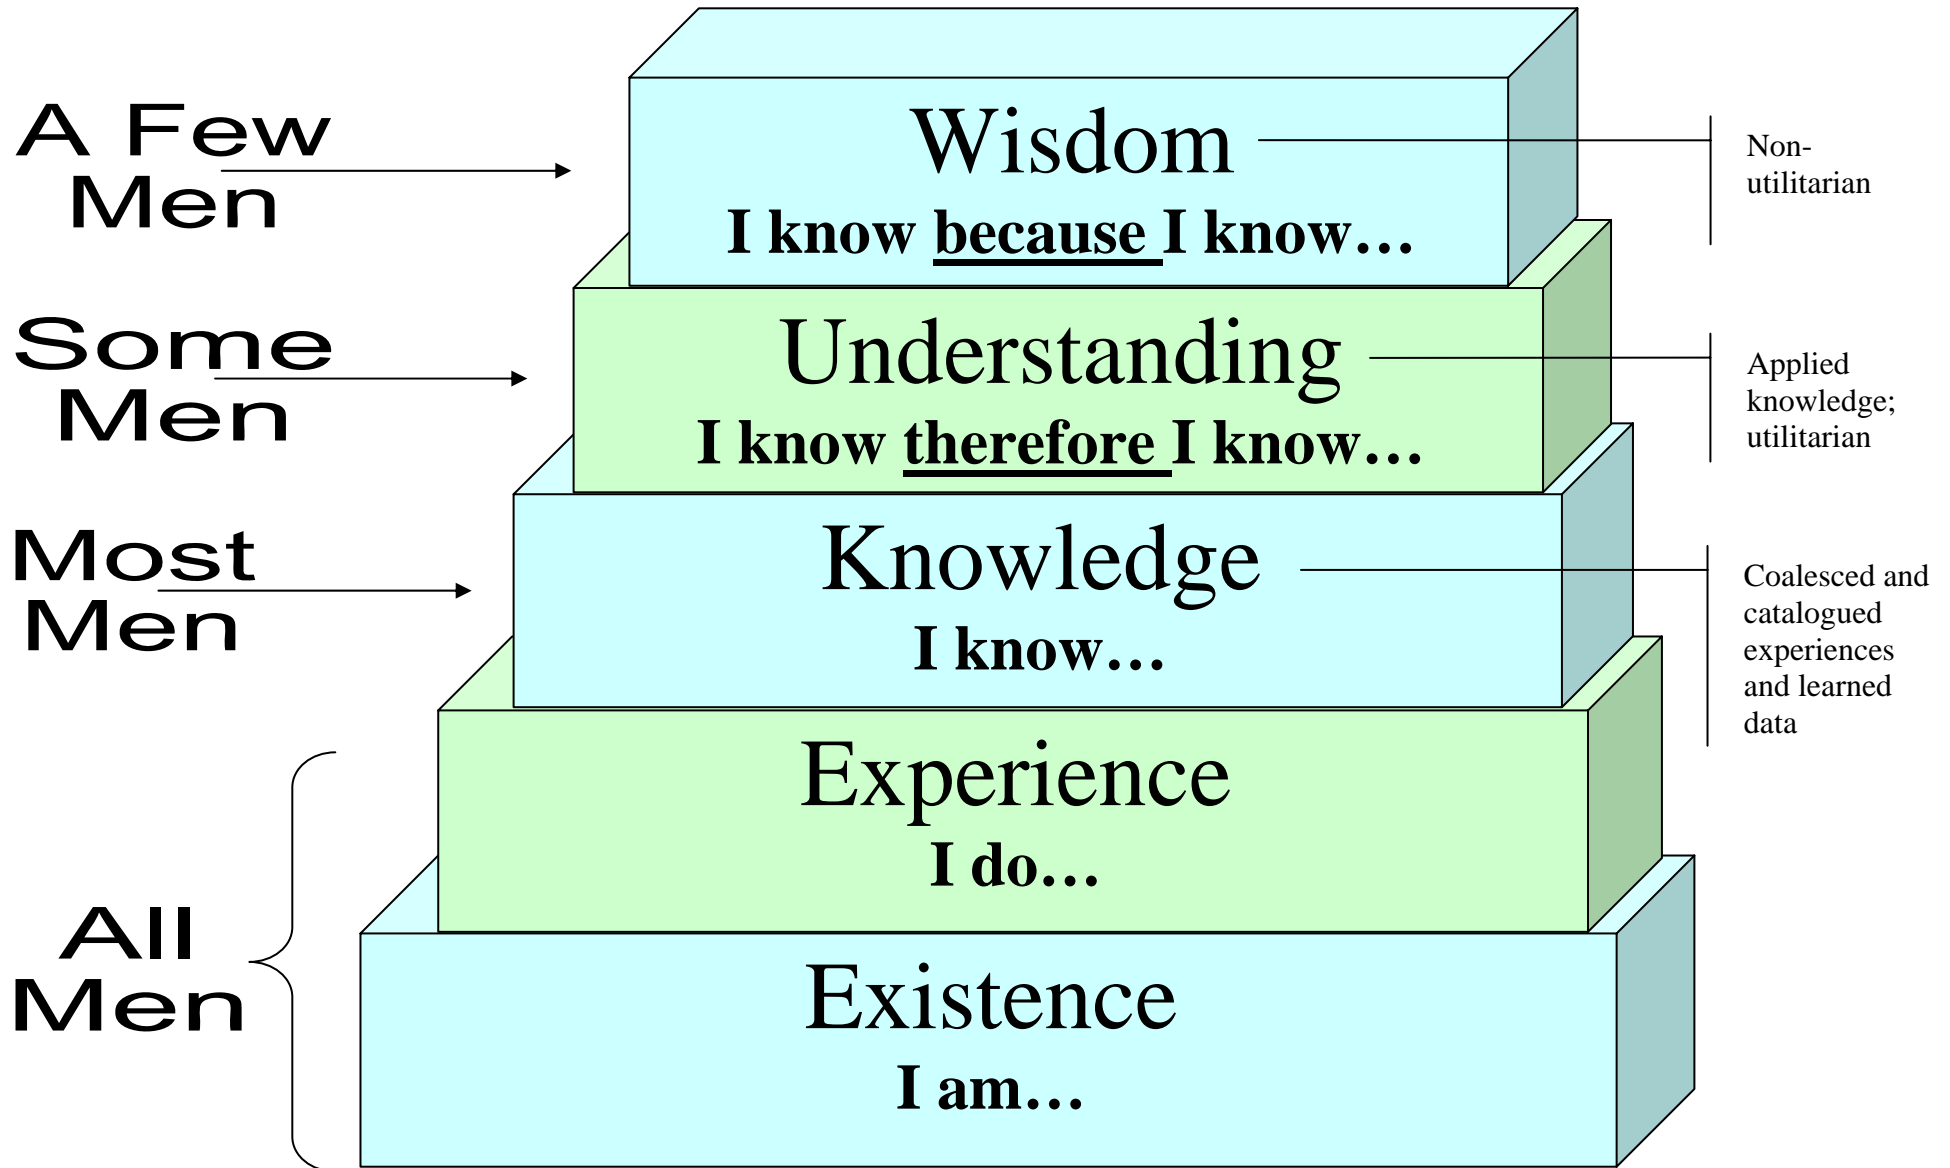 A Few
Men
Wisdom
I know because I know…
Non-
utilitarian
Some
Men
Understanding
I know therefore I know…
Applied
knowledge;
utilitarian
Most
Men
Knowledge
I know…
Coalesced and
catalogued
experiences
and learned
data
All
Men
Experience
I do…
Existence
I am…